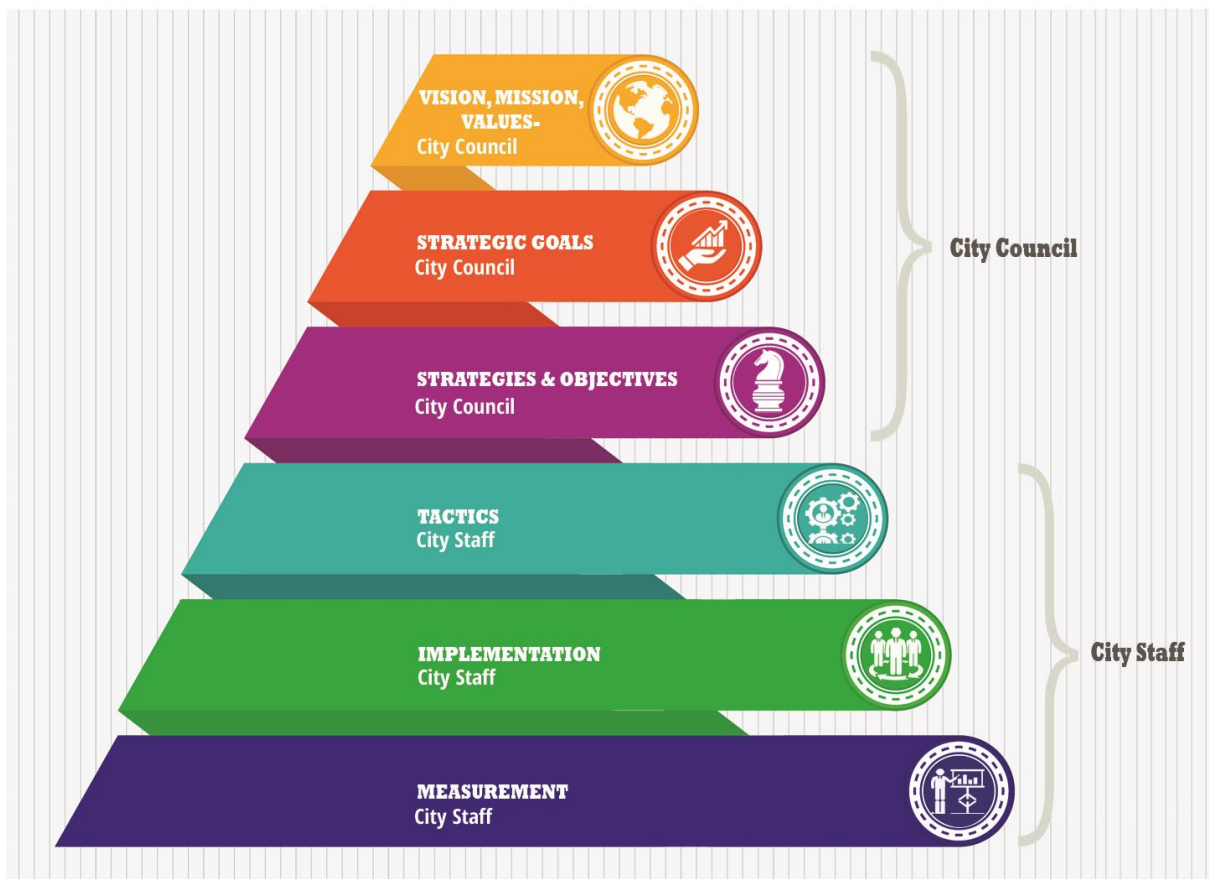 VISION, MISSION,
VALUES-
City Council
STRATEGIC GOALS
City Council
City Council
STRATEGIES & OBJECTIVES
City Council
TACTICS
City Staff
IMPLEMENTATION
City Staff
City Staff
MEASUREMENT
City Staff